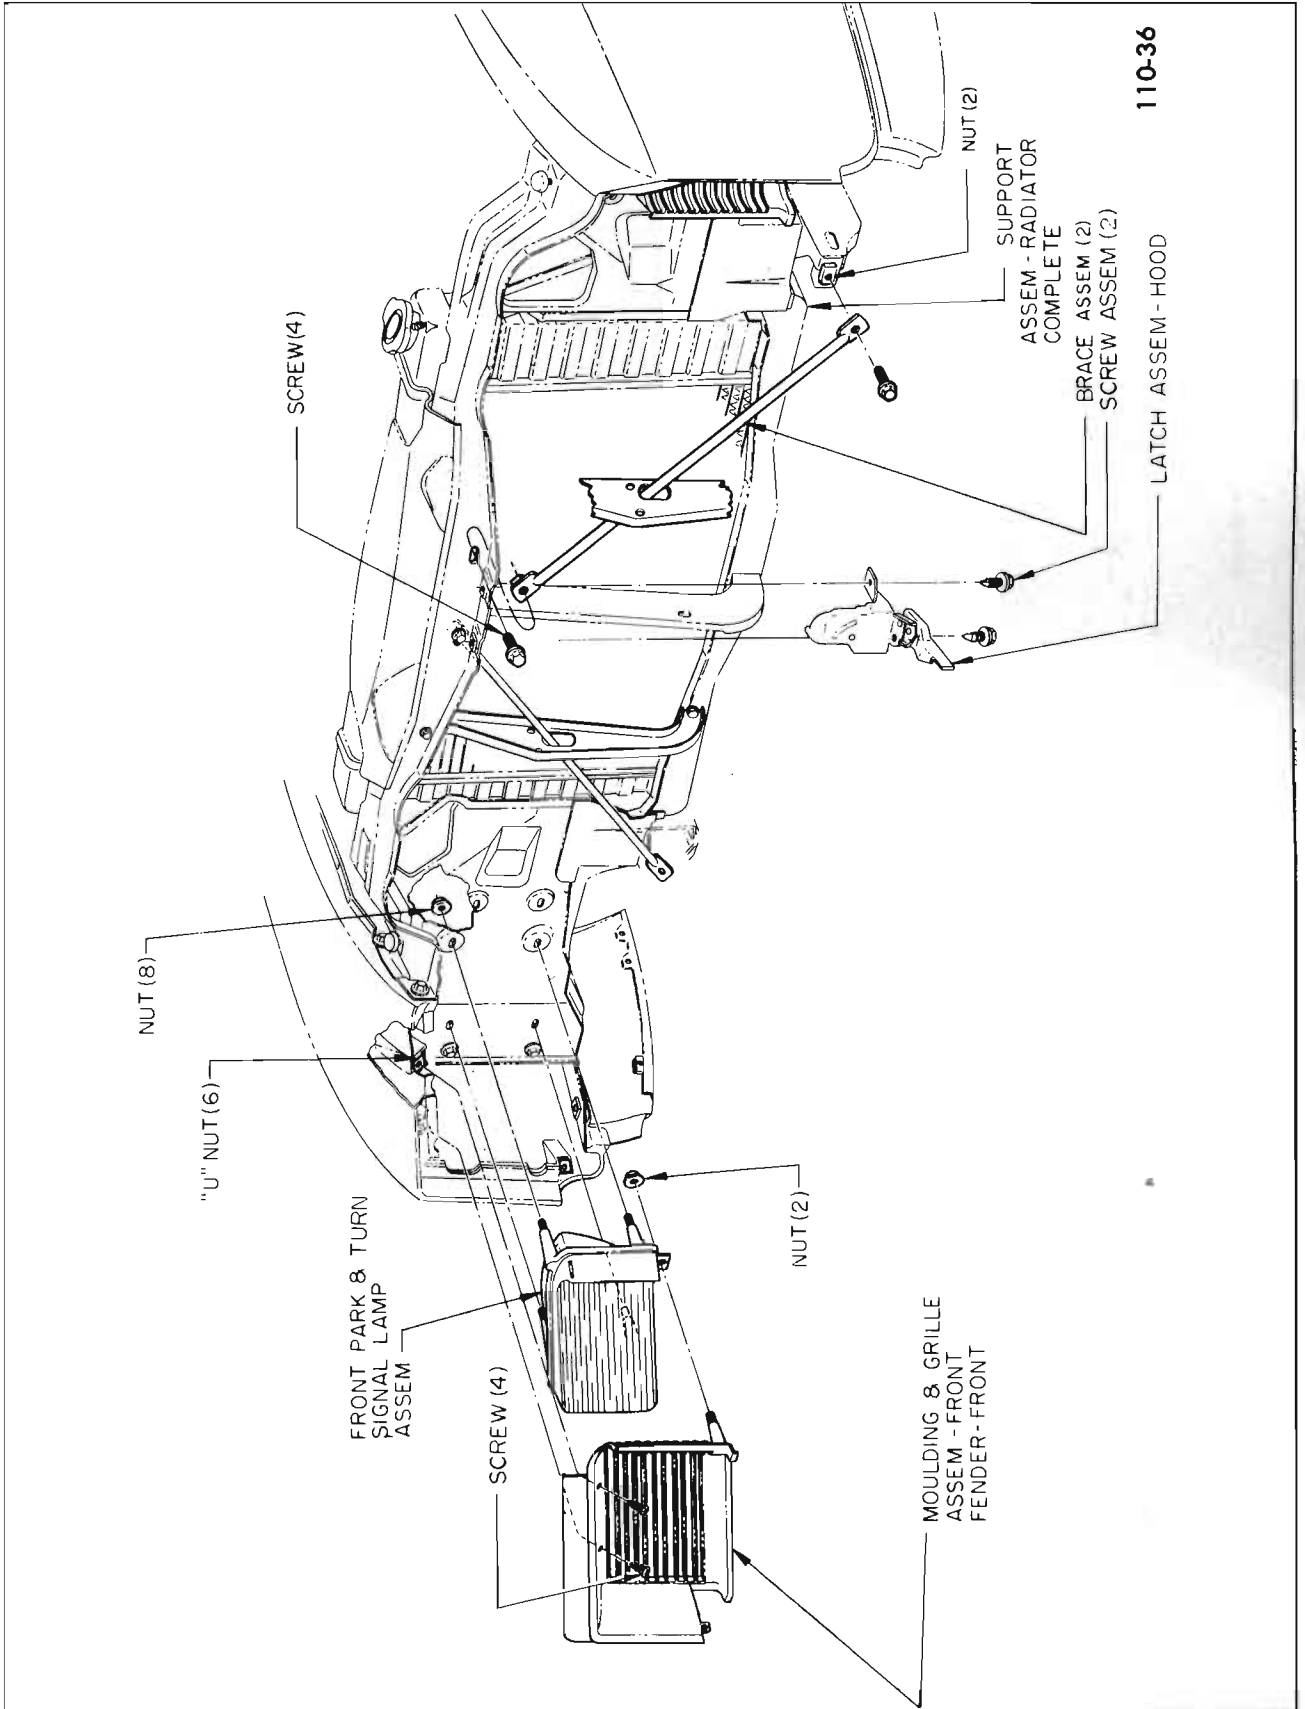 NUT (8)
"U" NUT (6)
FRONT PARK & TURN
SIGNAL LAMP
ASSEM
SCREW (4)
SCREW (4)
NUT (2)
MOULDING & GRILLE
ASSEM - FRONT
FENDER - FRONT
NUT (2)
SUPPORT
ASSEM - RADIATOR
COMPLETE
BRACE ASSEM (2)
SCREW ASSEM (2)
LATCH ASSEM - HOOD
110-36